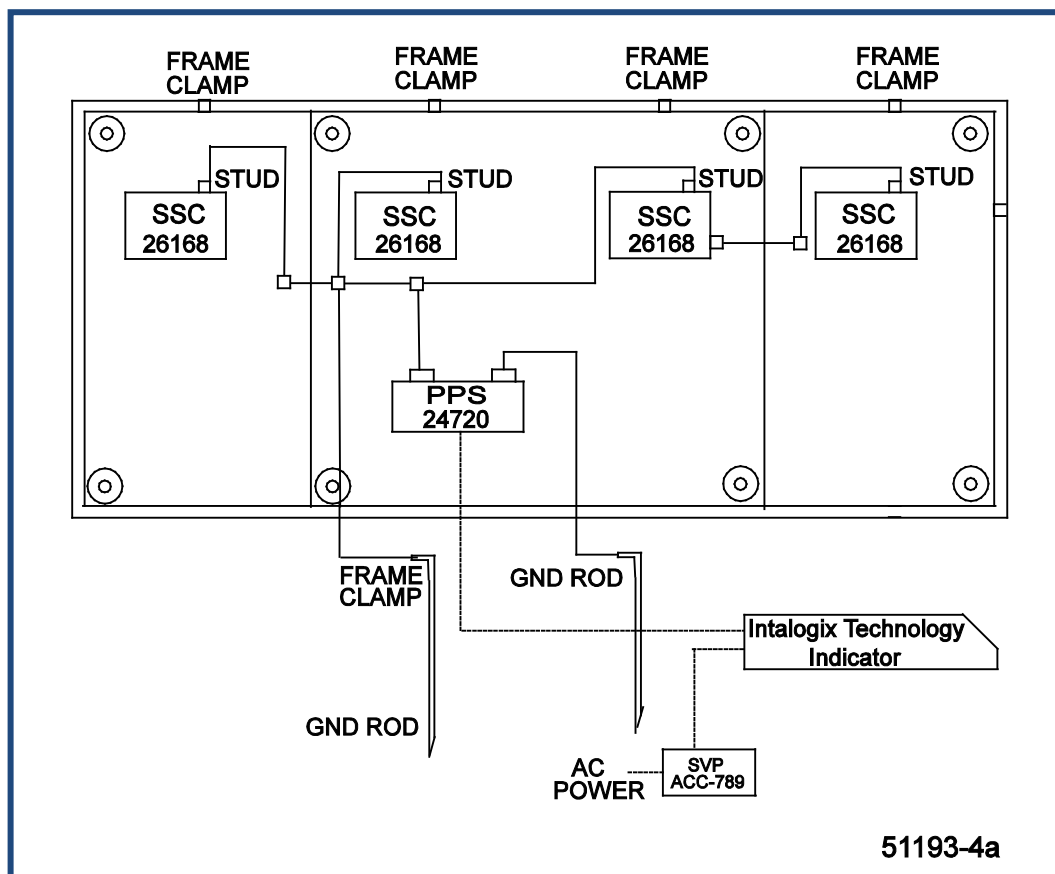 FRAME
CLAMP
FRAME
CLAMP
FRAME
CLAMP
FRAME
CLAMP
STUD
STUD
STUD
STUD
SSC
26168
SSC
26168
SSC
26168
SSC
26168
PPS
24720
FRAME
CLAMP
GND ROD
GND ROD
Intalogix Technology
Indicator
AC
POWER
SVP
ACC-789
51193-4a